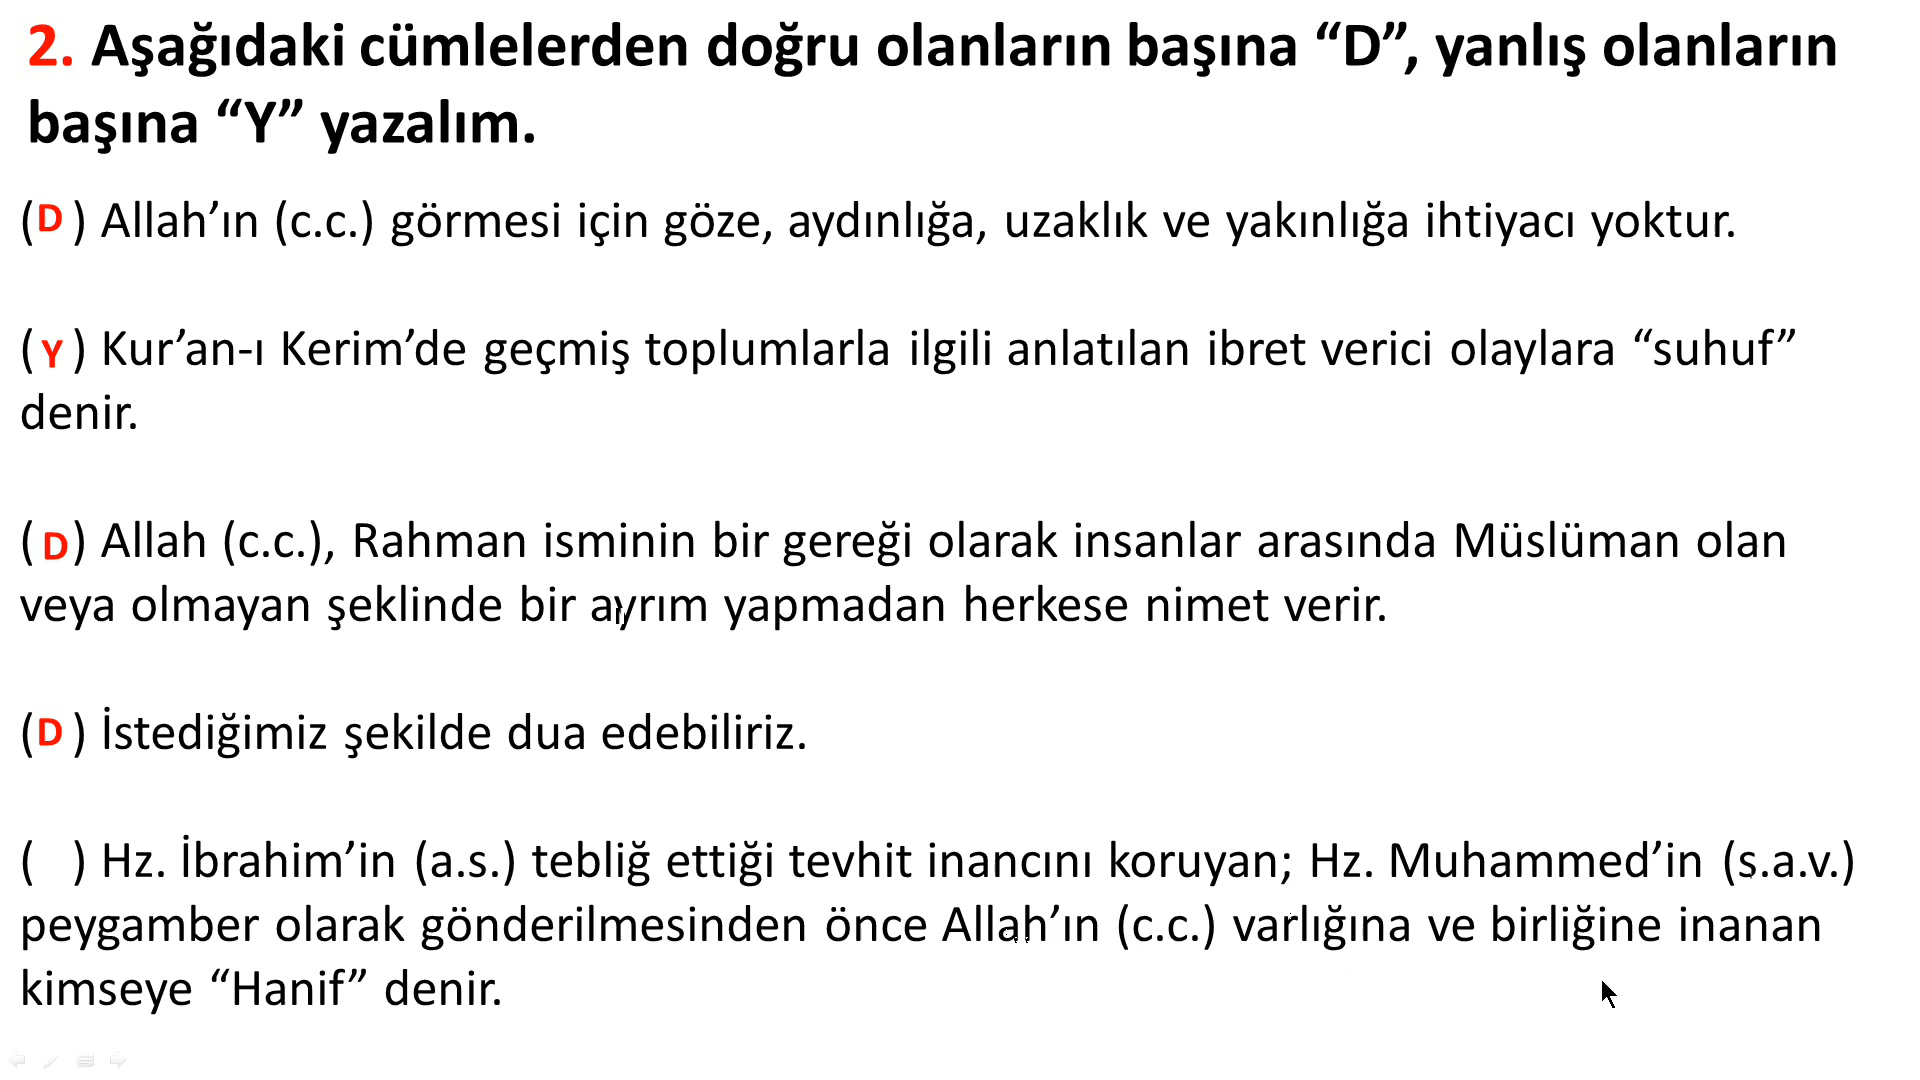 2. Aşağıdaki cümlelerden doğru olanların başına “D”, yanlış olanların
başına “Y” yazalım.
(D ) Allah’ın (c.c.) görmesi için göze, aydınlığa, uzaklık ve yakınlığa ihtiyacı yoktur.
( Y ) Kur’an-ı Kerim’de geçmiş toplumlarla ilgili anlatılan ibret verici olaylara “suhuf”
denir.
( D) Allah (c.c.), Rahman isminin bir gereği olarak insanlar arasında Müslüman olan
veya olmayan şeklinde bir ayrım yapmadan herkese nimet verir.
(D ) İstediğimiz şekilde dua edebiliriz.
(   ) Hz. İbrahim’in (a.s.) tebliğ ettiği tevhit inancını koruyan; Hz. Muhammed’in (s.a.v.)
peygamber olarak gönderilmesinden önce Allah’ın (c.c.) varlığına ve birliğine inanan
kimseye “Hanif” denir.